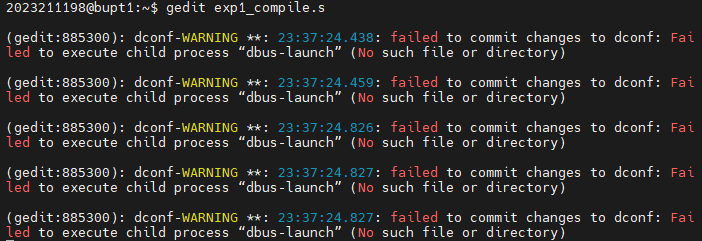 2023211198@bupt1:~$ gedit exp1_compile.s
(gedit:885300): dconf-WARNING **: 23:37:24.438: failed to commit changes to dconf: Fai
led to execute child process “dbus-launch” (No such file or directory)
(gedit:885300): dconf-WARNING **: 23:37:24.459: failed to commit changes to dconf: Fai
led to execute child process “dbus-launch” (No such file or directory)
(gedit:885300): dconf-WARNING **: 23:37:24.826: failed to commit changes to dconf: Fai
led to execute child process “dbus-launch” (No such file or directory)
(gedit:885300): dconf-WARNING **: 23:37:24.827: failed to commit changes to dconf: Fai
led to execute child process “dbus-launch” (No such file or directory)
(gedit:885300): dconf-WARNING **: 23:37:24.827: failed to commit changes to dconf: Fai
led to execute child process “dbus-launch” (No such file or directory)